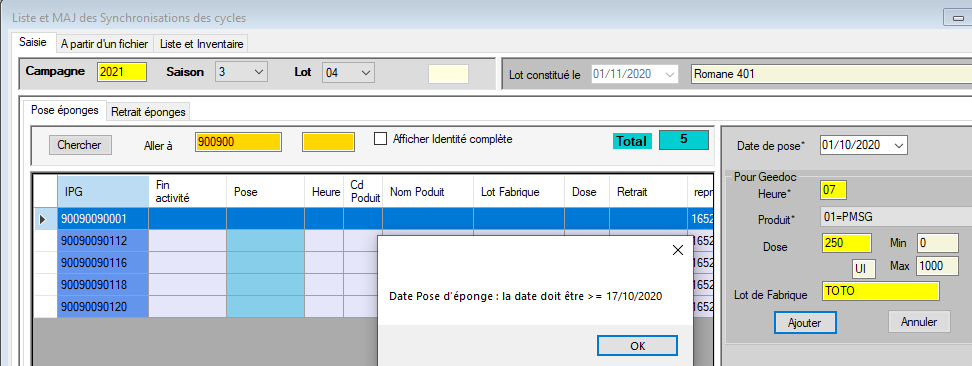 Liste et MAJ des Synchronisations des cycles
Saisie A partir d'un fichier Liste et Inventaire
Campagne 2021 Saison 3 Lot 04 Lot constitué le 01/11/2020 Romane 401
Pose éponges Retrait éponges
Chercher Aller à 900900 Afficher Identité complète Total 5
Date de pose* 01/10/2020
IPG Fin activité Pose Heure Cd Poduit Nom Poduit Lot Fabrique Dose Retrait repr
90090090001 1652
90090090112 1652
90090090116 1652
90090090118 1652
90090090120 1652
Date Pose d'éponge : la date doit être >= 17/10/2020
OK
Pour Geedoc
Heure* 07
Produit* 01=PMSG
Dose 250 Min 0
UI Max 1000
Lot de Fabrique TOTO
Ajouter Annuler